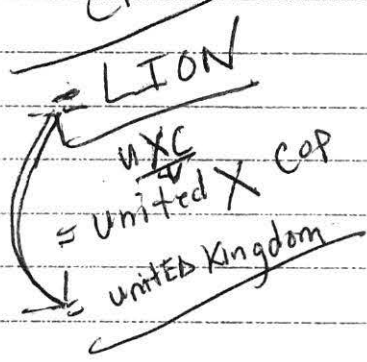 = LION
UXC
= united X COP
= unitED Kingdom